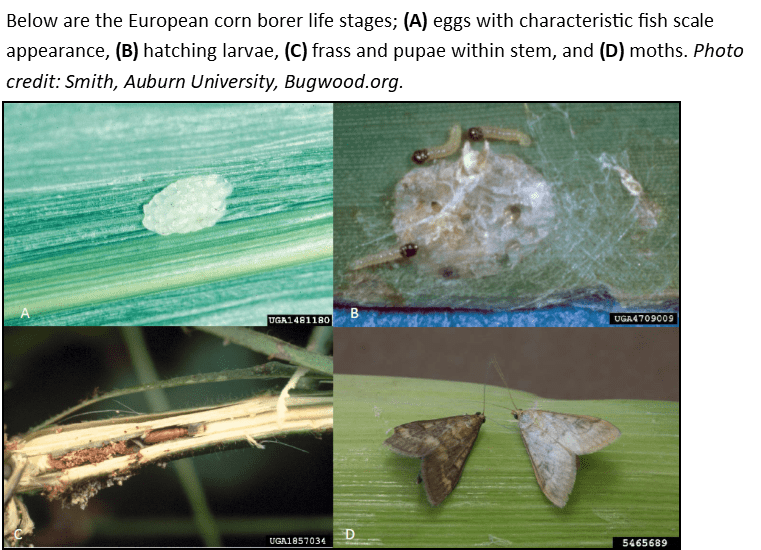 Below are the European corn borer life stages; (A) eggs with characteristic fish scale
appearance, (B) hatching larvae, (C) frass and pupae within stem, and (D) moths. Photo
credit: Smith, Auburn University, Bugwood.org.
A
UGA1481180
B
UGA4709009
C
UGA1857034
D
5465689